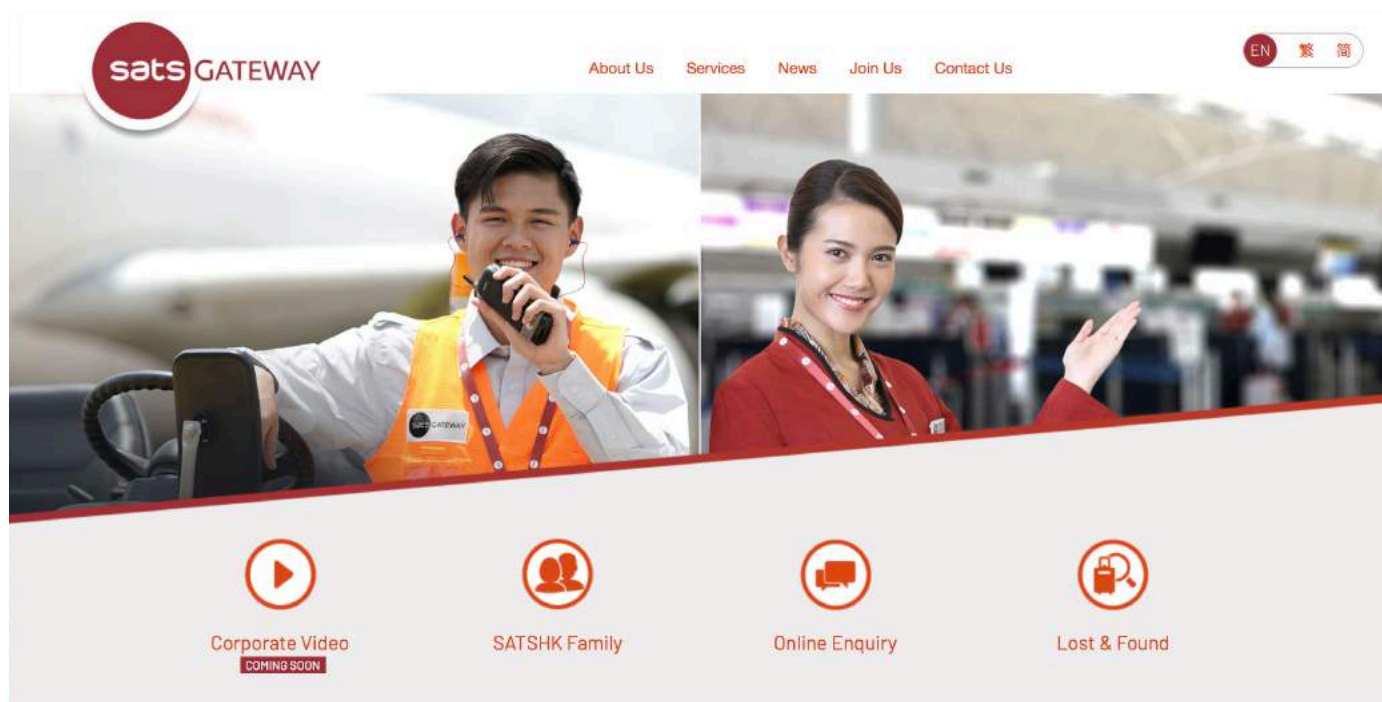 sats GATEWAY
About Us Services News Join Us Contact Us
EN 繁 简
sats GATEWAY
Corporate Video
COMING SOON
SATSHK Family
Online Enquiry
Lost & Found